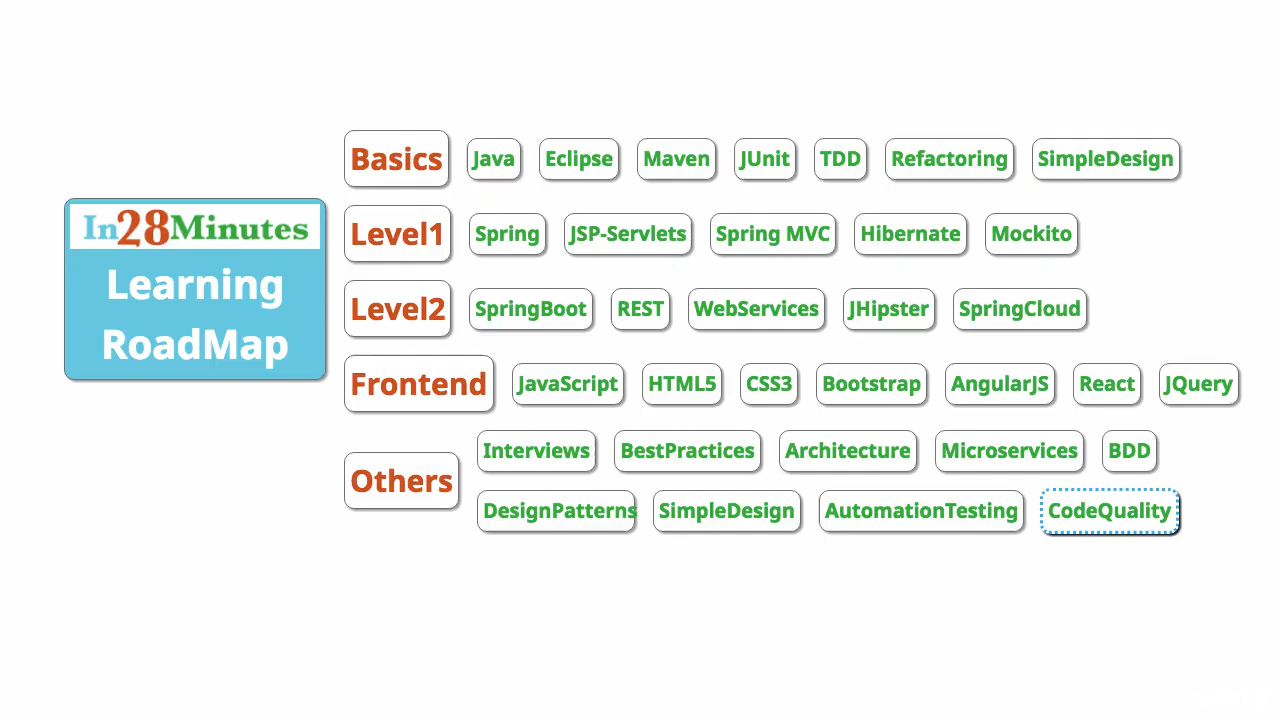 In28Minutes
Learning
RoadMap
Basics Java Eclipse Maven JUnit TDD Refactoring SimpleDesign
Level1 Spring JSP-Servlets Spring MVC Hibernate Mockito
Level2 SpringBoot REST WebServices JHipster SpringCloud
Frontend JavaScript HTML5 CSS3 Bootstrap AngularJS React JQuery
Others
Interviews BestPractices Architecture Microservices BDD
DesignPatterns SimpleDesign AutomationTesting CodeQuality